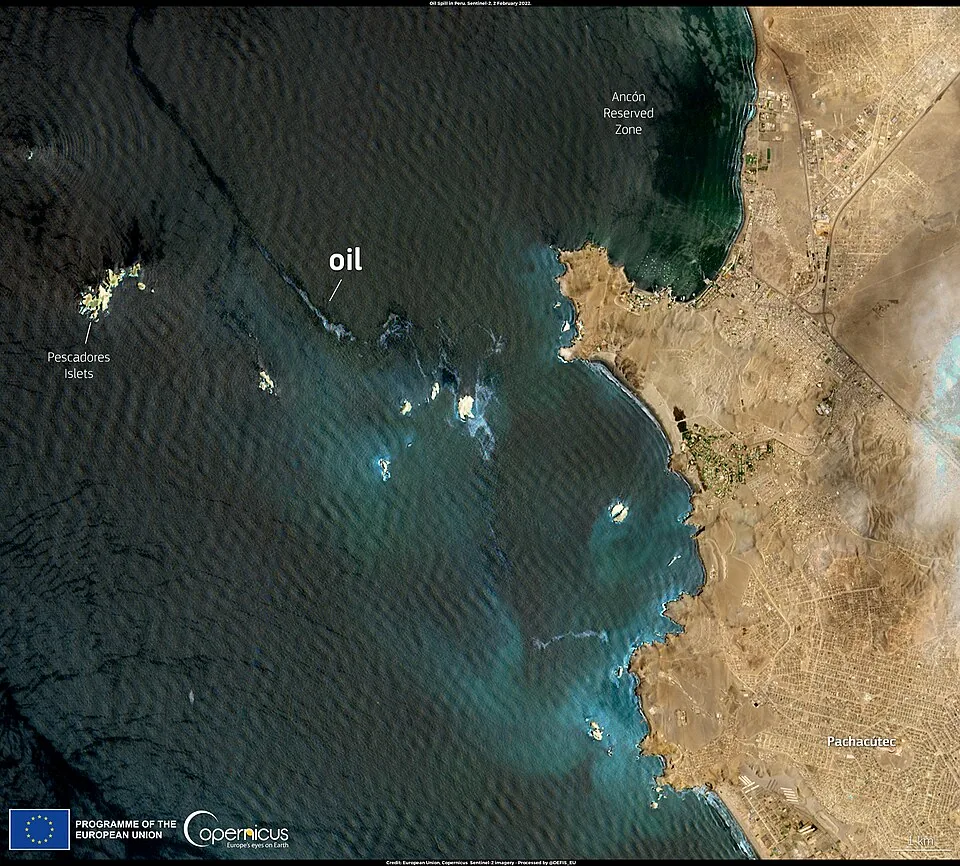 Oil Spill in Peru. Sentinel-2. 2 February 2022.
Ancón
Reserved
Zone
oil
Pescadores
Islets
Pachacútec
1 km
PROGRAMME OF THE
EUROPEAN UNION
Copernicus
Europe's eyes on Earth
Credit: European Union, Copernicus Sentinel-2 imagery - Processed by @DEFIS_EU